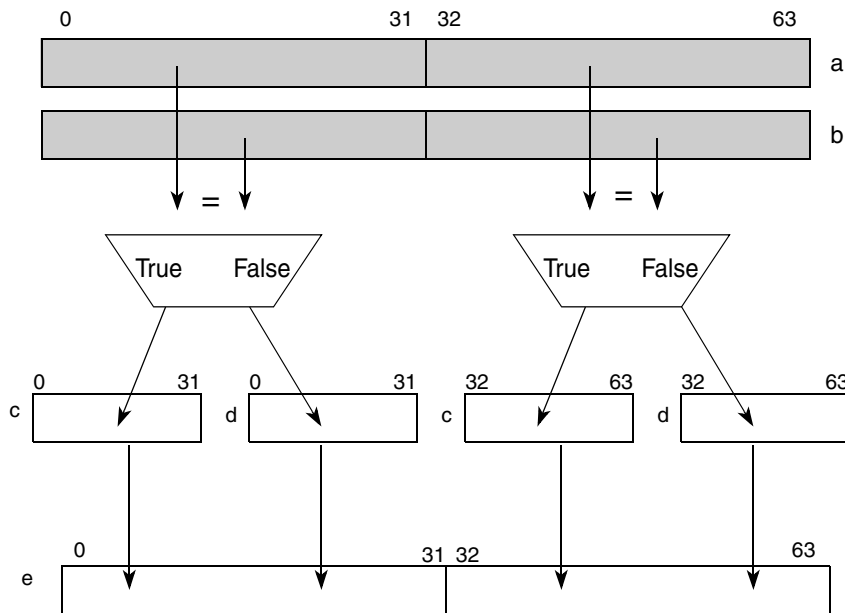 0 31 32 63
a
b
= =
True False True False
0 31 0 31 32 63 32 63
c d c d
0 31 32 63
e